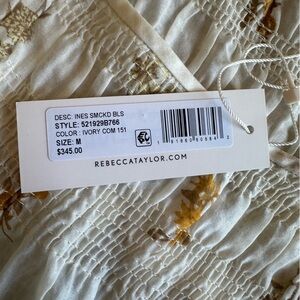 DESC: INES SMCKD BLS
STYLE: 521929B766
COLOR : IVORY COM 151
SIZE: M
$345.00
REBECCATAYLOR.COM